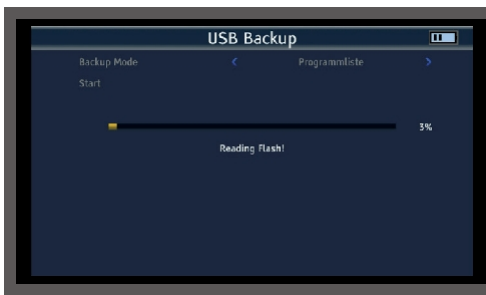 USB Backup
Backup Mode < Programmliste >
Start
3%
Reading Flash!